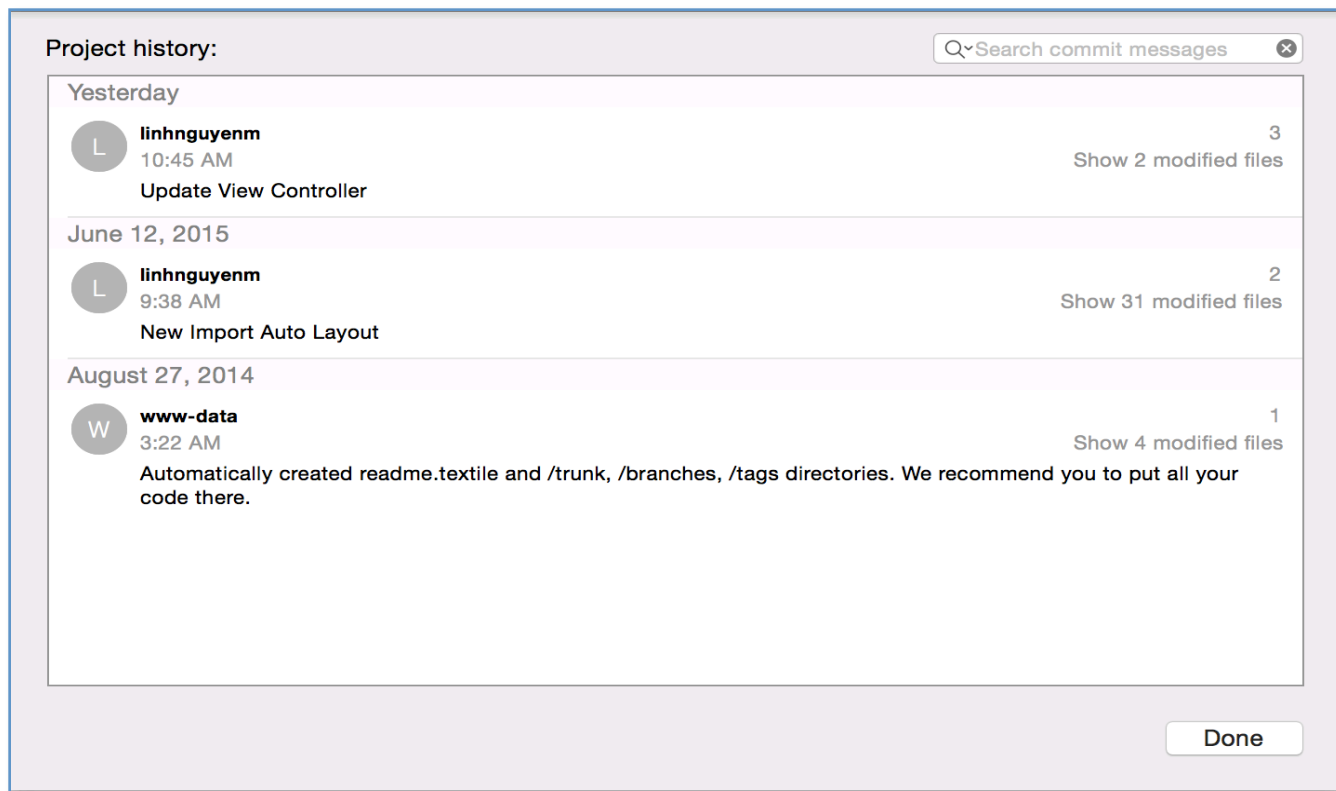 Project history:
Search commit messages
Yesterday
L
linhnguyenm
3
10:45 AM
Show 2 modified files
Update View Controller
June 12, 2015
L
linhnguyenm
2
9:38 AM
Show 31 modified files
New Import Auto Layout
August 27, 2014
W
www-data
1
3:22 AM
Show 4 modified files
Automatically created readme.textile and /trunk, /branches, /tags directories. We recommend you to put all your
code there.
Done